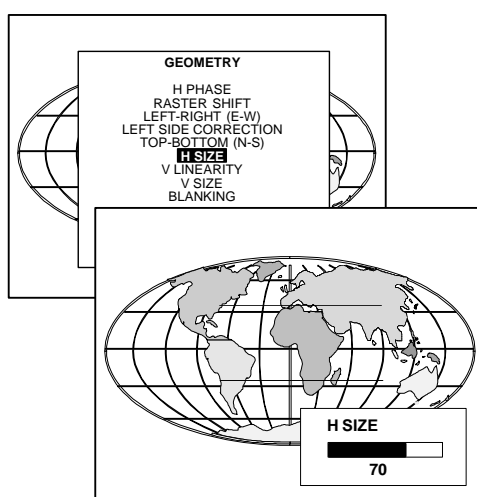 GEOMETRY
H PHASE
RASTER SHIFT
LEFT-RIGHT (E-W)
LEFT SIDE CORRECTION
TOP-BOTTOM (N-S)
H SIZE
V LINEARITY
V SIZE
BLANKING
H SIZE
70